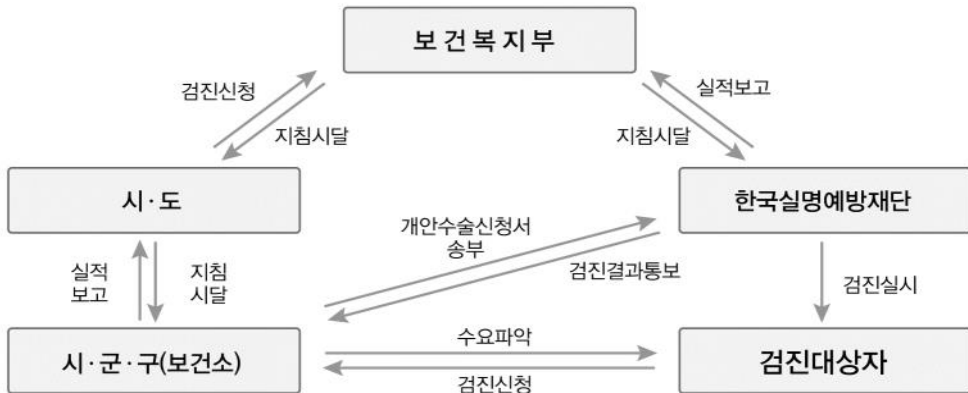 보건복지부
검진신청
실적보고
지침시달
지침시달
시·도
한국실명예방재단
개안수술신청서
송부
실적
보고
지침
시달
검진결과통보
검진실시
시·군·구(보건소)
수요파악
검진신청
검진대상자